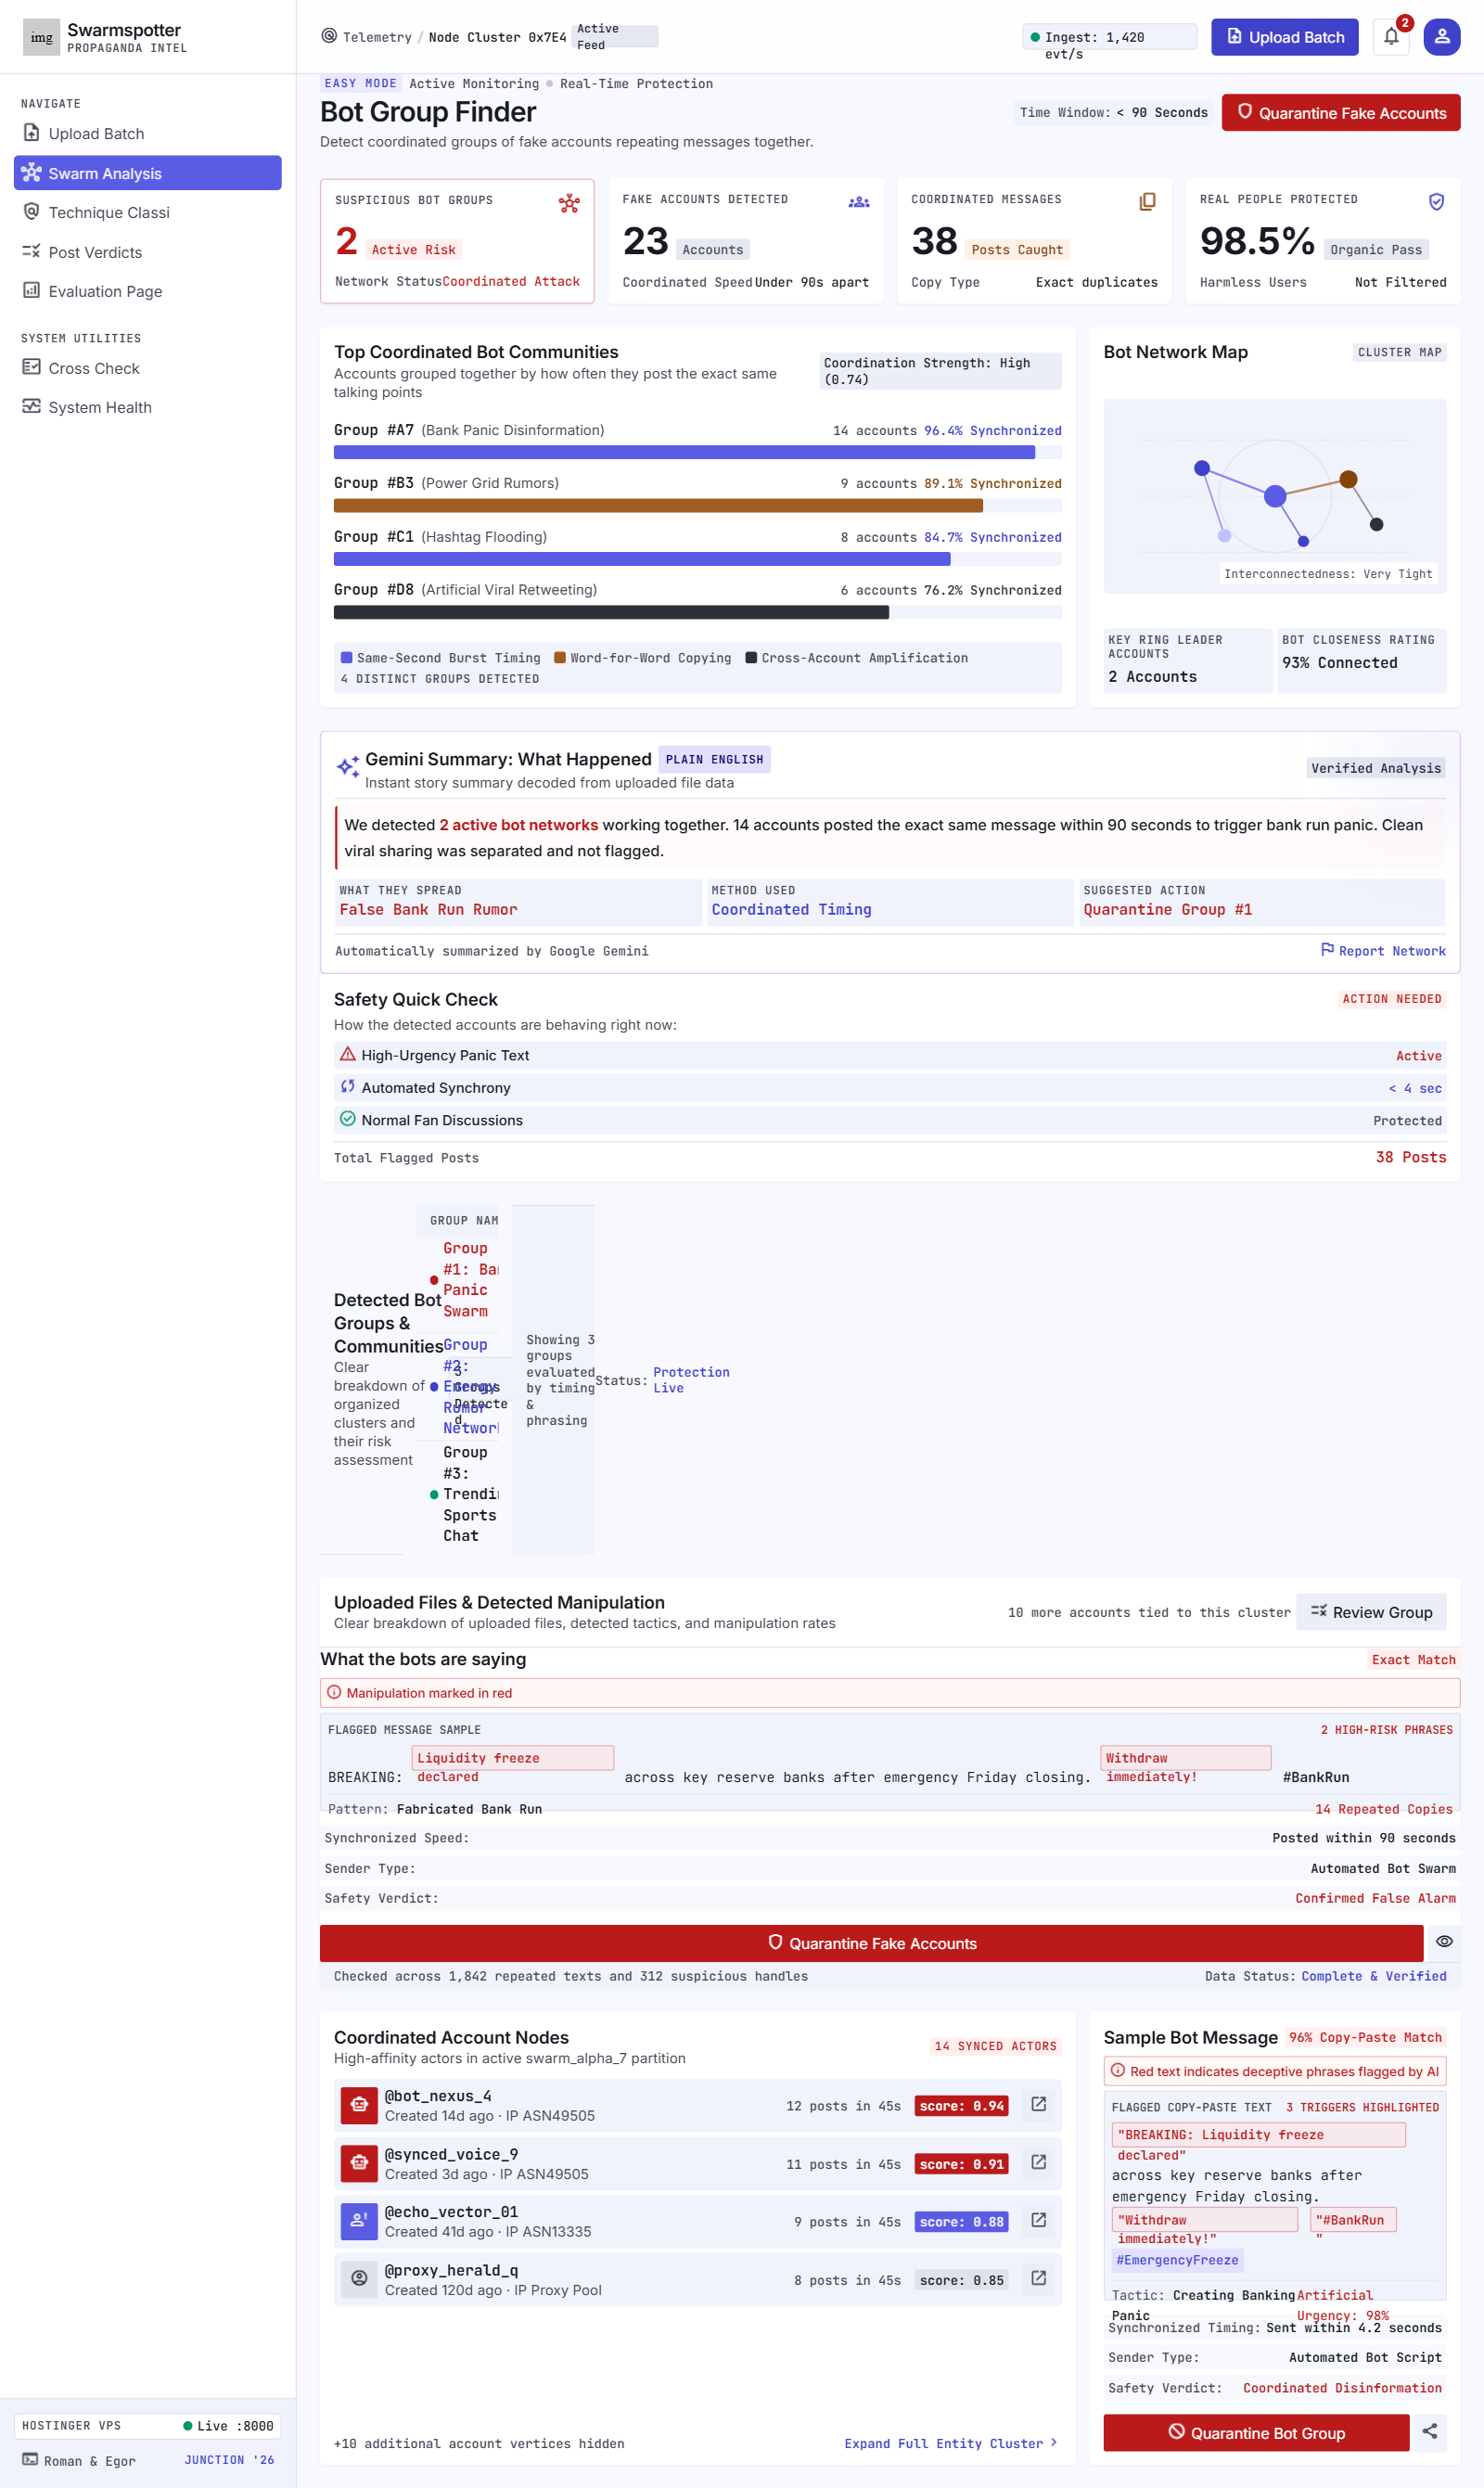 img
Swarmspotter
PROPAGANDA INTEL
Telemetry / Node Cluster 0x7E4
Active Feed
Ingest: 1,420 evt/s
Upload Batch
2
NAVIGATE
Upload Batch
Swarm Analysis
Technique Classi
Post Verdicts
Evaluation Page
SYSTEM UTILITIES
Cross Check
System Health
EASY MODE Active Monitoring Real-Time Protection
Bot Group Finder
Detect coordinated groups of fake accounts repeating messages together.
Time Window: < 90 Seconds
Quarantine Fake Accounts
SUSPICIOUS BOT GROUPS
2 Active Risk
Network Status Coordinated Attack
FAKE ACCOUNTS DETECTED
23 Accounts
Coordinated Speed Under 90s apart
COORDINATED MESSAGES
38 Posts Caught
Copy Type Exact duplicates
REAL PEOPLE PROTECTED
98.5% Organic Pass
Harmless Users Not Filtered
Top Coordinated Bot Communities
Accounts grouped together by how often they post the exact same
talking points
Coordination Strength: High
(0.74)
Group #A7 (Bank Panic Disinformation) 14 accounts 96.4% Synchronized
Group #B3 (Power Grid Rumors) 9 accounts 89.1% Synchronized
Group #C1 (Hashtag Flooding) 8 accounts 84.7% Synchronized
Group #D8 (Artificial Viral Retweeting) 6 accounts 76.2% Synchronized
Same-Second Burst Timing Word-for-Word Copying Cross-Account Amplification
4 DISTINCT GROUPS DETECTED
Bot Network Map
CLUSTER MAP
Interconnectedness: Very Tight
KEY RING LEADER
ACCOUNTS
2 Accounts
BOT CLOSENESS RATING
93% Connected
Gemini Summary: What Happened PLAIN ENGLISH
Instant story summary decoded from uploaded file data
Verified Analysis
We detected 2 active bot networks working together. 14 accounts posted the exact same message within 90 seconds to trigger bank run panic. Clean
viral sharing was separated and not flagged.
WHAT THEY SPREAD
False Bank Run Rumor
METHOD USED
Coordinated Timing
SUGGESTED ACTION
Quarantine Group #1
Automatically summarized by Google Gemini
Report Network
Safety Quick Check
ACTION NEEDED
How the detected accounts are behaving right now:
High-Urgency Panic Text Active
Automated Synchrony < 4 sec
Normal Fan Discussions Protected
Total Flagged Posts 38 Posts
Detected Bot
Groups &
Communities
Clear
breakdown of
organized
clusters and
their risk
assessment
GROUP NAM
Group
#1: Ban
Panic
Swarm
Group
#2:
Energy
Rumor
Network
Group
#3:
Trendin
Sports
Chat
3
Groups
Detecte
d
Showing 3
groups
evaluated
by timing
&
phrasing
Status: Protection
Live
Uploaded Files & Detected Manipulation
Clear breakdown of uploaded files, detected tactics, and manipulation rates
10 more accounts tied to this cluster
Review Group
What the bots are saying
Exact Match
Manipulation marked in red
FLAGGED MESSAGE SAMPLE
2 HIGH-RISK PHRASES
BREAKING: Liquidity freeze declared across key reserve banks after emergency Friday closing. Withdraw immediately! #BankRun
Pattern: Fabricated Bank Run
14 Repeated Copies
Synchronized Speed: Posted within 90 seconds
Sender Type: Automated Bot Swarm
Safety Verdict: Confirmed False Alarm
Quarantine Fake Accounts
Checked across 1,842 repeated texts and 312 suspicious handles
Data Status: Complete & Verified
Coordinated Account Nodes
High-affinity actors in active swarm_alpha_7 partition
14 SYNCED ACTORS
@bot_nexus_4
Created 14d ago · IP ASN49505
12 posts in 45s score: 0.94
@synced_voice_9
Created 3d ago · IP ASN49505
11 posts in 45s score: 0.91
@echo_vector_01
Created 41d ago · IP ASN13335
9 posts in 45s score: 0.88
@proxy_herald_q
Created 120d ago · IP Proxy Pool
8 posts in 45s score: 0.85
+10 additional account vertices hidden
Expand Full Entity Cluster
Sample Bot Message
96% Copy-Paste Match
Red text indicates deceptive phrases flagged by AI
FLAGGED COPY-PASTE TEXT 3 TRIGGERS HIGHLIGHTED
"BREAKING: Liquidity freeze
declared"
across key reserve banks after
emergency Friday closing.
"Withdraw
immediately!"
"#BankRun
"
#EmergencyFreeze
Tactic: Creating Banking
Panic
Artificial
Urgency: 98%
Synchronized Timing: Sent within 4.2 seconds
Sender Type: Automated Bot Script
Safety Verdict: Coordinated Disinformation
Quarantine Bot Group
HOSTINGER VPS Live :8000
Roman & Egor JUNCTION '26